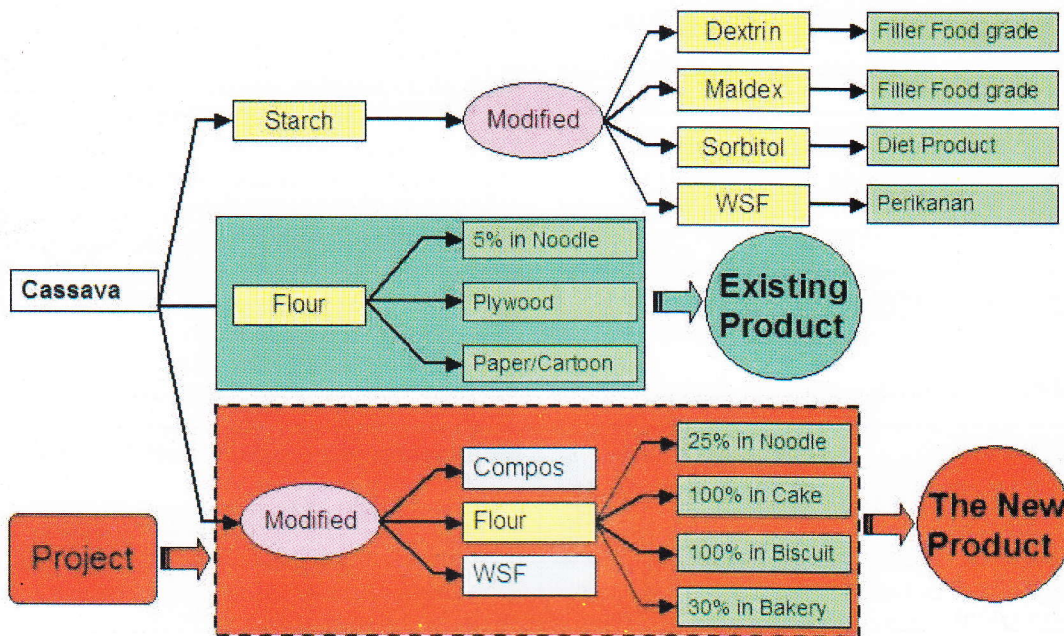 Dextrin
Filler Food grade
Maldex
Filler Food grade
Starch
Modified
Sorbitol
Diet Product
WSF
Perikanan
Cassava
Flour
5% in Noodle
Plywood
Paper/Cartoon
Existing
Product
Project
Modified
Compos
Flour
WSF
25% in Noodle
100% in Cake
100% in Biscuit
30% in Bakery
The New
Product